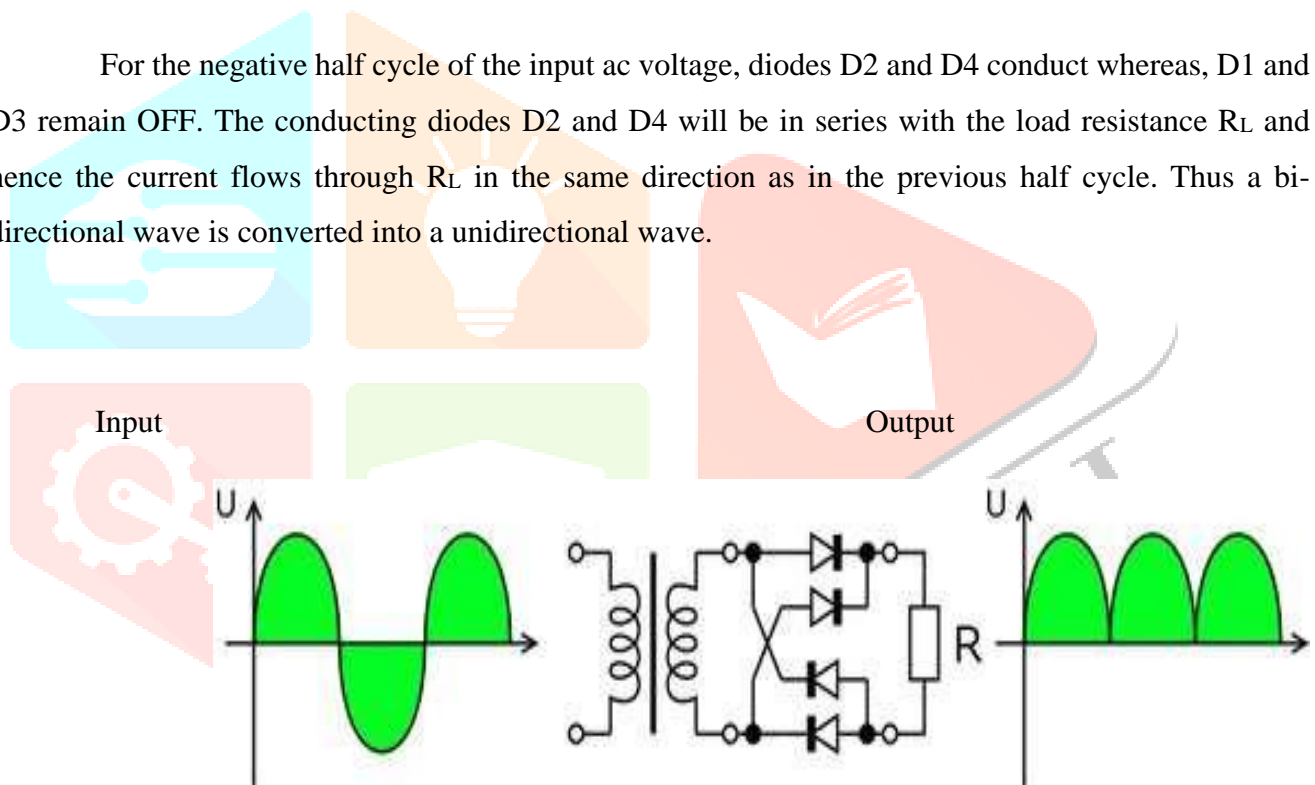 For the negative half cycle of the input ac voltage, diodes D2 and D4 conduct whereas, D1 and
D3 remain OFF. The conducting diodes D2 and D4 will be in series with the load resistance RL and
hence the current flows through RL in the same direction as in the previous half cycle. Thus a bi-
directional wave is converted into a unidirectional wave.
Input Output
U U
R